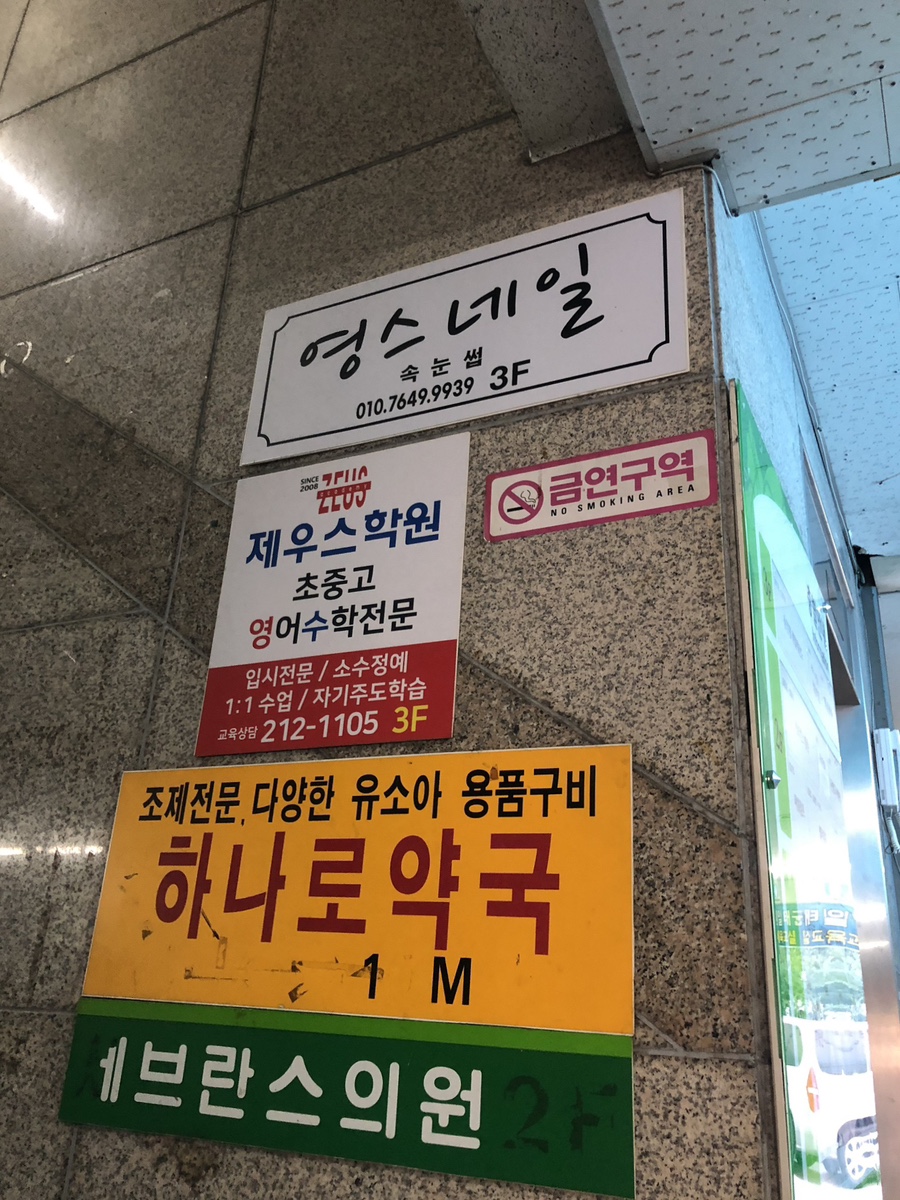 영스네일
속눈썹
010.7649.9939 3F
금연구역
NO SMOKING AREA
SINCE 2008
ZEUS
academy
제우스학원
초중고
영어수학전문
입시전문 / 소수정예
1:1 수업 / 자기주도학습
교육상담 212-1105 3F
조제전문, 다양한 유소아 용품구비
하나로약국
1 M
세브란스의원 2F